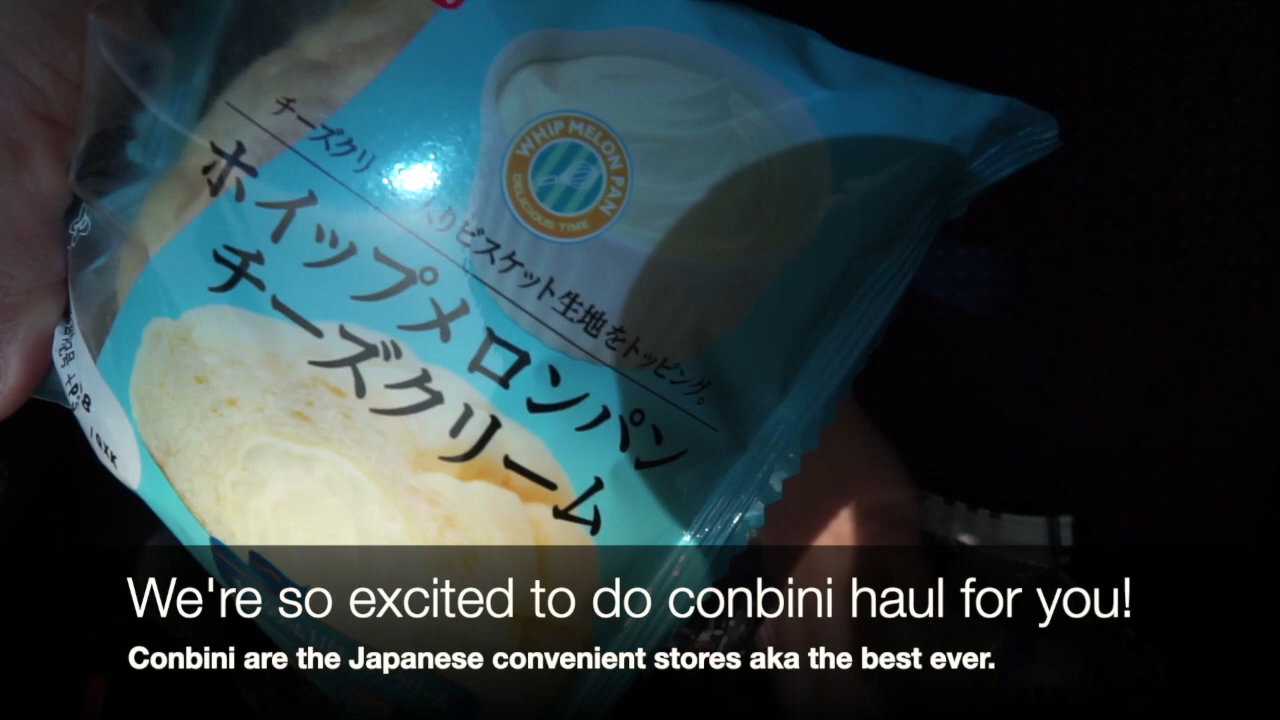 チーズクリ 入りビスケット生地をトッピング。
WHIP MELON PAN
DELICIOUS TIME
ホイップメロンパン
チーズクリーム
We're so excited to do conbini haul for you!
Conbini are the Japanese convenient stores aka the best ever.